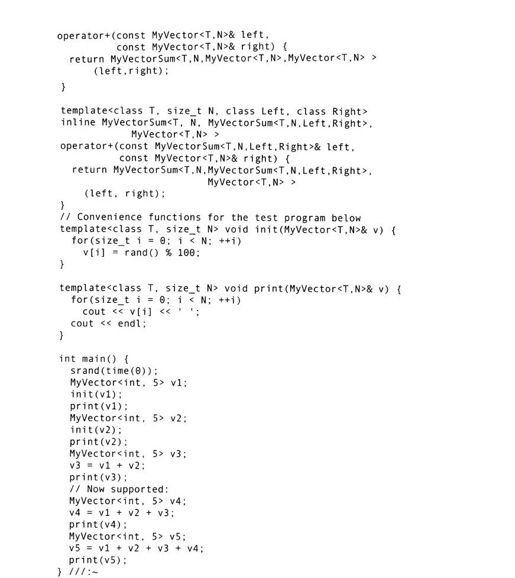 operator+(const MyVector<T,N>& left,
          const MyVector<T,N>& right) {
  return MyVectorSum<T,N,MyVector<T,N>,MyVector<T,N> >
      (left,right);
}
template<class T, size_t N, class Left, class Right>
inline MyVectorSum<T, N, MyVectorSum<T,N,Left,Right>,
            MyVector<T,N> >
operator+(const MyVectorSum<T,N,Left,Right>& left,
          const MyVector<T,N>& right) {
  return MyVectorSum<T,N,MyVectorSum<T,N,Left,Right>,
                         MyVector<T,N> >
    (left, right);
}
// Convenience functions for the test program below
template<class T, size_t N> void init(MyVector<T,N>& v) {
  for(size_t i = 0; i < N; ++i)
    v[i] = rand() % 100;
}
template<class T, size_t N> void print(MyVector<T,N>& v) {
  for(size_t i = 0; i < N; ++i)
    cout << v[i] << ' ';
  cout << endl;
}
int main() {
  srand(time(0));
  MyVector<int, 5> v1;
  init(v1);
  print(v1);
  MyVector<int, 5> v2;
  init(v2);
  print(v2);
  MyVector<int, 5> v3;
  v3 = v1 + v2;
  print(v3);
  // Now supported:
  MyVector<int, 5> v4;
  v4 = v1 + v2 + v3;
  print(v4);
  MyVector<int, 5> v5;
  v5 = v1 + v2 + v3 + v4;
  print(v5);
} ///:~